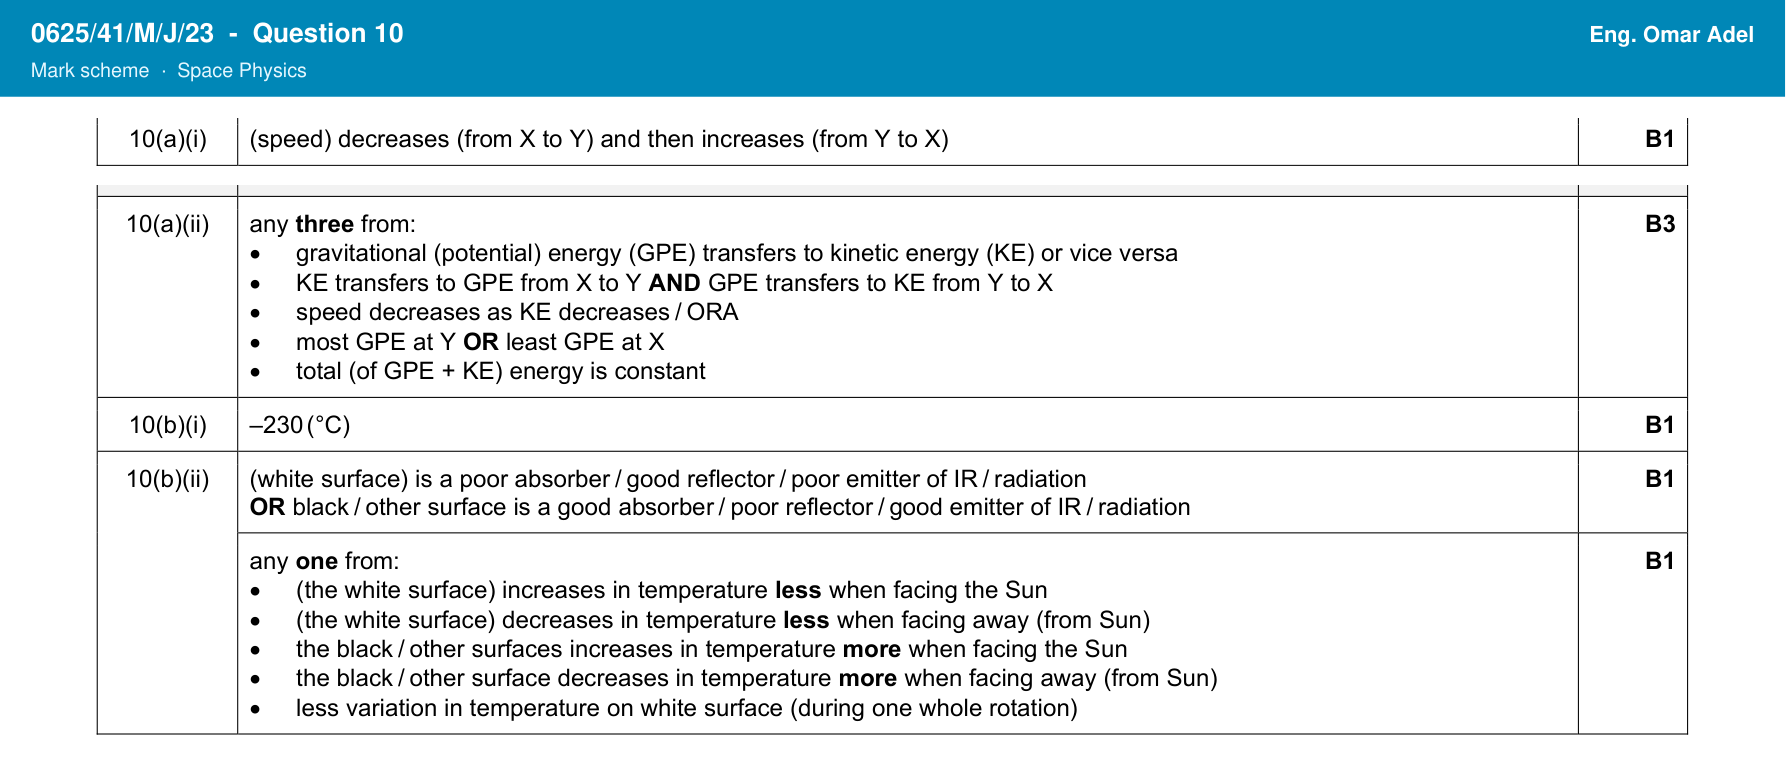 0625/41/M/J/23 - Question 10
Eng. Omar Adel
Mark scheme · Space Physics
10(a)(i) (speed) decreases (from X to Y) and then increases (from Y to X) B1
10(a)(ii) any three from: B3
• gravitational (potential) energy (GPE) transfers to kinetic energy (KE) or vice versa
• KE transfers to GPE from X to Y AND GPE transfers to KE from Y to X
• speed decreases as KE decreases / ORA
• most GPE at Y OR least GPE at X
• total (of GPE + KE) energy is constant
10(b)(i) –230 (°C) B1
10(b)(ii) (white surface) is a poor absorber / good reflector / poor emitter of IR / radiation B1
OR black / other surface is a good absorber / poor reflector / good emitter of IR / radiation
any one from: B1
• (the white surface) increases in temperature less when facing the Sun
• (the white surface) decreases in temperature less when facing away (from Sun)
• the black / other surfaces increases in temperature more when facing the Sun
• the black / other surface decreases in temperature more when facing away (from Sun)
• less variation in temperature on white surface (during one whole rotation)